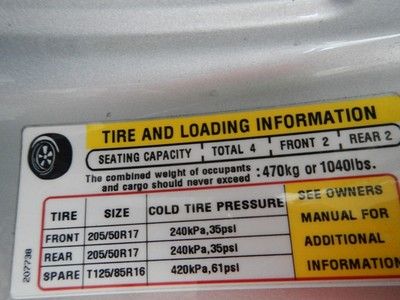 TIRE AND LOADING INFORMATION
SEATING CAPACITY TOTAL 4 FRONT 2 REAR 2
The combined weight of occupants
and cargo should never exceed :470kg or 1040lbs.
TIRE SIZE COLD TIRE PRESSURE
FRONT 205/50R17 240kPa,35psi
REAR 205/50R17 240kPa,35psi
SPARE T125/85R16 420kPa,61psi
SEE OWNERS
MANUAL FOR
ADDITIONAL
INFORMATION
20773B